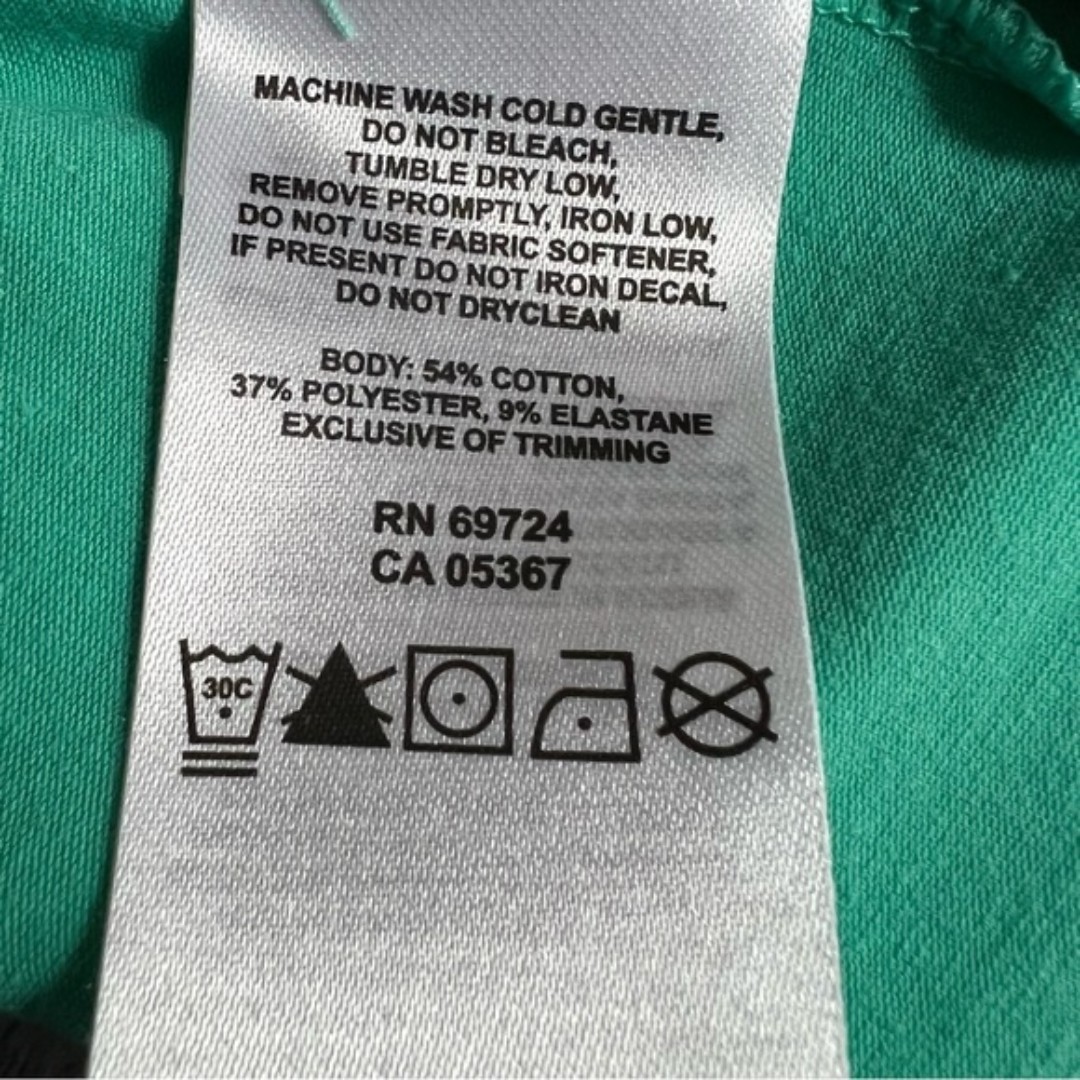 MACHINE WASH COLD GENTLE,
DO NOT BLEACH,
TUMBLE DRY LOW,
REMOVE PROMPTLY, IRON LOW,
DO NOT USE FABRIC SOFTENER,
IF PRESENT DO NOT IRON DECAL,
DO NOT DRYCLEAN
BODY: 54% COTTON,
37% POLYESTER, 9% ELASTANE
EXCLUSIVE OF TRIMMING
RN 69724
CA 05367
30C